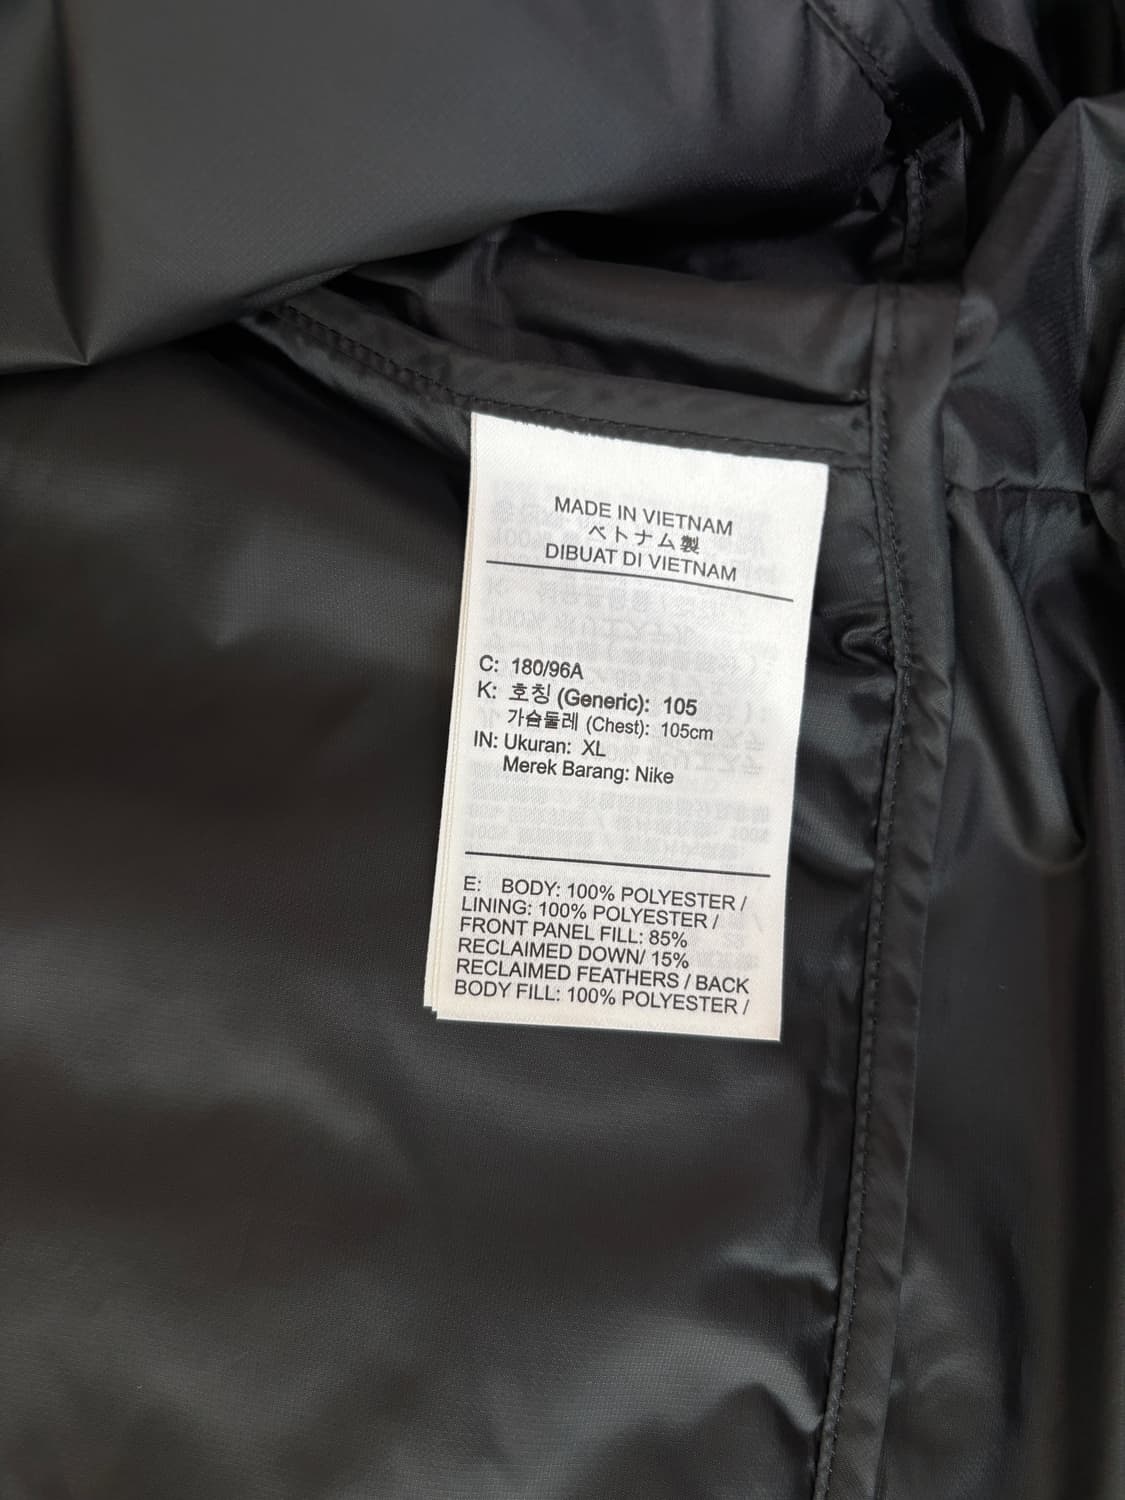 MADE IN VIETNAM
ベトナム製
DIBUAT DI VIETNAM
C: 180/96A
K: 호칭 (Generic): 105
가슴둘레 (Chest): 105cm
IN: Ukuran: XL
Merek Barang: Nike
E: BODY: 100% POLYESTER /
LINING: 100% POLYESTER /
FRONT PANEL FILL: 85%
RECLAIMED DOWN/ 15%
RECLAIMED FEATHERS / BACK
BODY FILL: 100% POLYESTER /